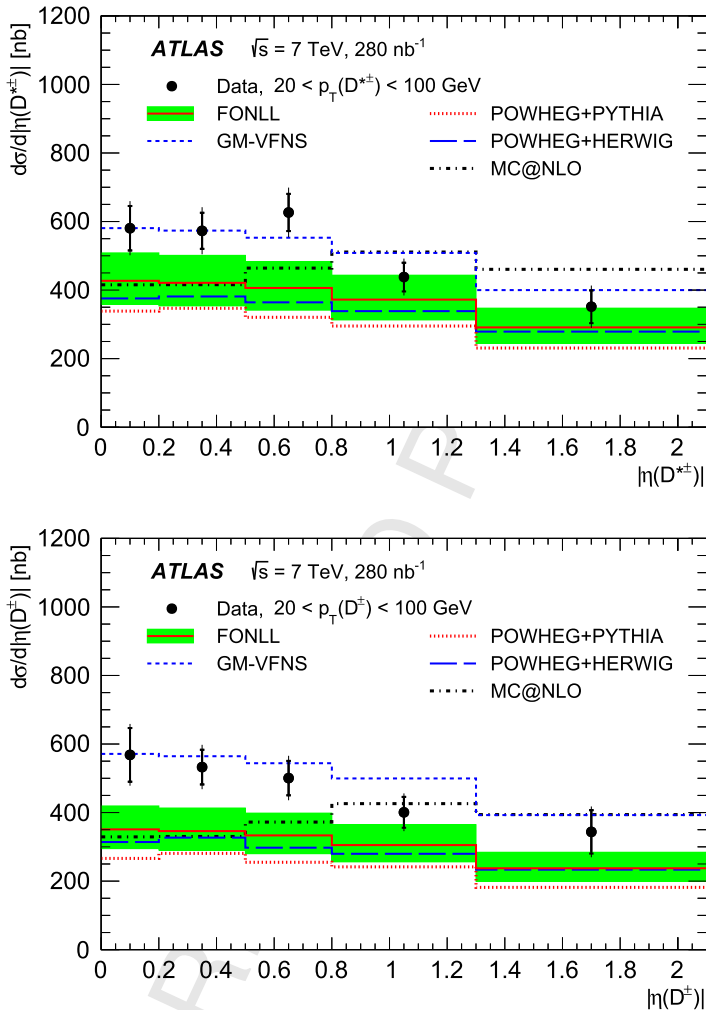 dσ/d|η(D*±)| [nb]
1200
1000
800
600
400
200
0
ATLAS √s = 7 TeV, 280 nb-1
Data, 20 < pT(D*±) < 100 GeV
FONLL
GM-VFNS
POWHEG+PYTHIA
POWHEG+HERWIG
MC@NLO
0 0.2 0.4 0.6 0.8 1 1.2 1.4 1.6 1.8 2
|η(D*±)|
dσ/d|η(D±)| [nb]
1200
1000
800
600
400
200
0
ATLAS √s = 7 TeV, 280 nb-1
Data, 20 < pT(D±) < 100 GeV
FONLL
GM-VFNS
POWHEG+PYTHIA
POWHEG+HERWIG
MC@NLO
0 0.2 0.4 0.6 0.8 1 1.2 1.4 1.6 1.8 2
|η(D±)|